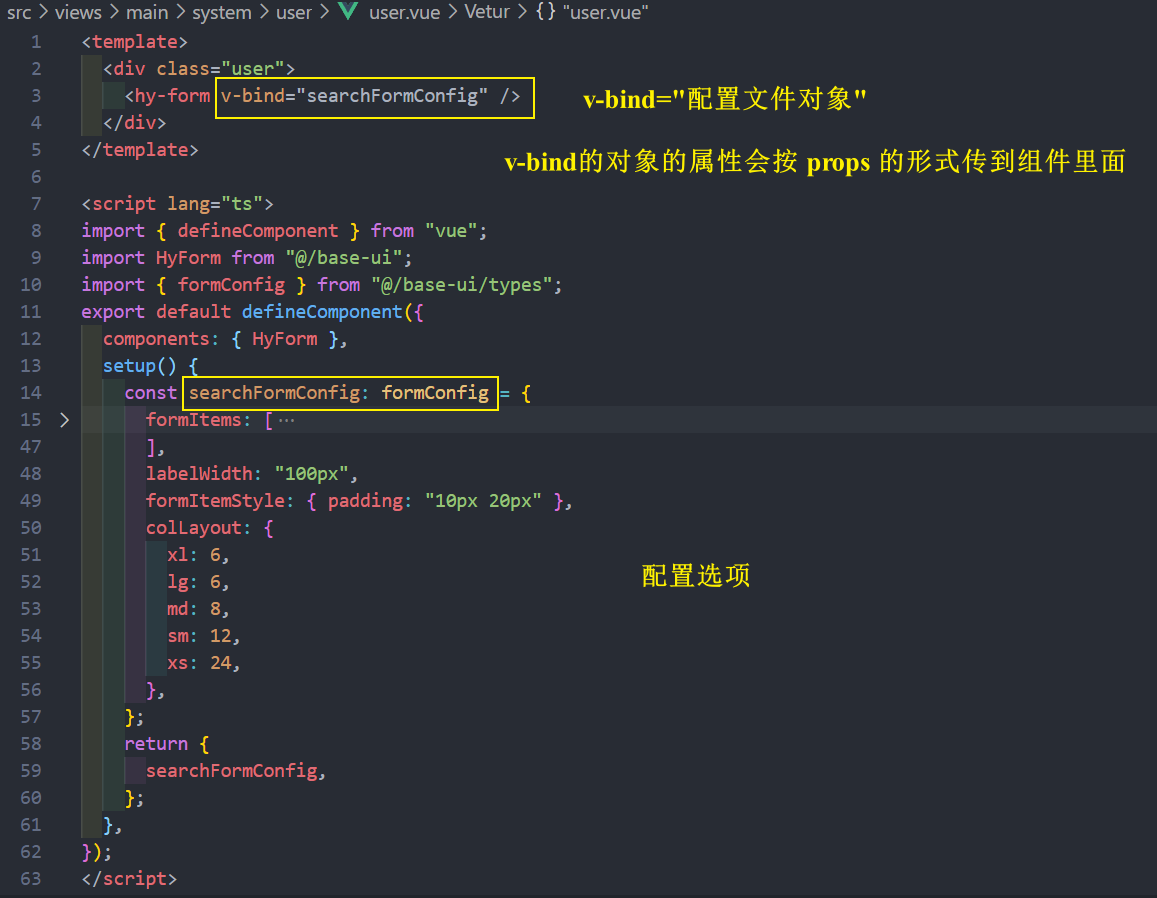 src > views > main > system > user > user.vue > Vetur > {} "user.vue"
1 <template>
2 <div class="user">
3 <hy-form v-bind="searchFormConfig" /> v-bind="配置文件对象"
4 </div>
5 </template> v-bind的对象的属性会按 props 的形式传到组件里面
6
7 <script lang="ts">
8 import { defineComponent } from "vue";
9 import HyForm from "@/base-ui";
10 import { formConfig } from "@/base-ui/types";
11 export default defineComponent({
12 components: { HyForm },
13 setup() {
14 const searchFormConfig: formConfig = {
15 > formItems: [ ···
47 ],
48 labelWidth: "100px",
49 formItemStyle: { padding: "10px 20px" },
50 colLayout: {
51 xl: 6,
52 lg: 6, 配置选项
53 md: 8,
54 sm: 12,
55 xs: 24,
56 },
57 };
58 return {
59 searchFormConfig,
60 };
61 },
62 });
63 </script>